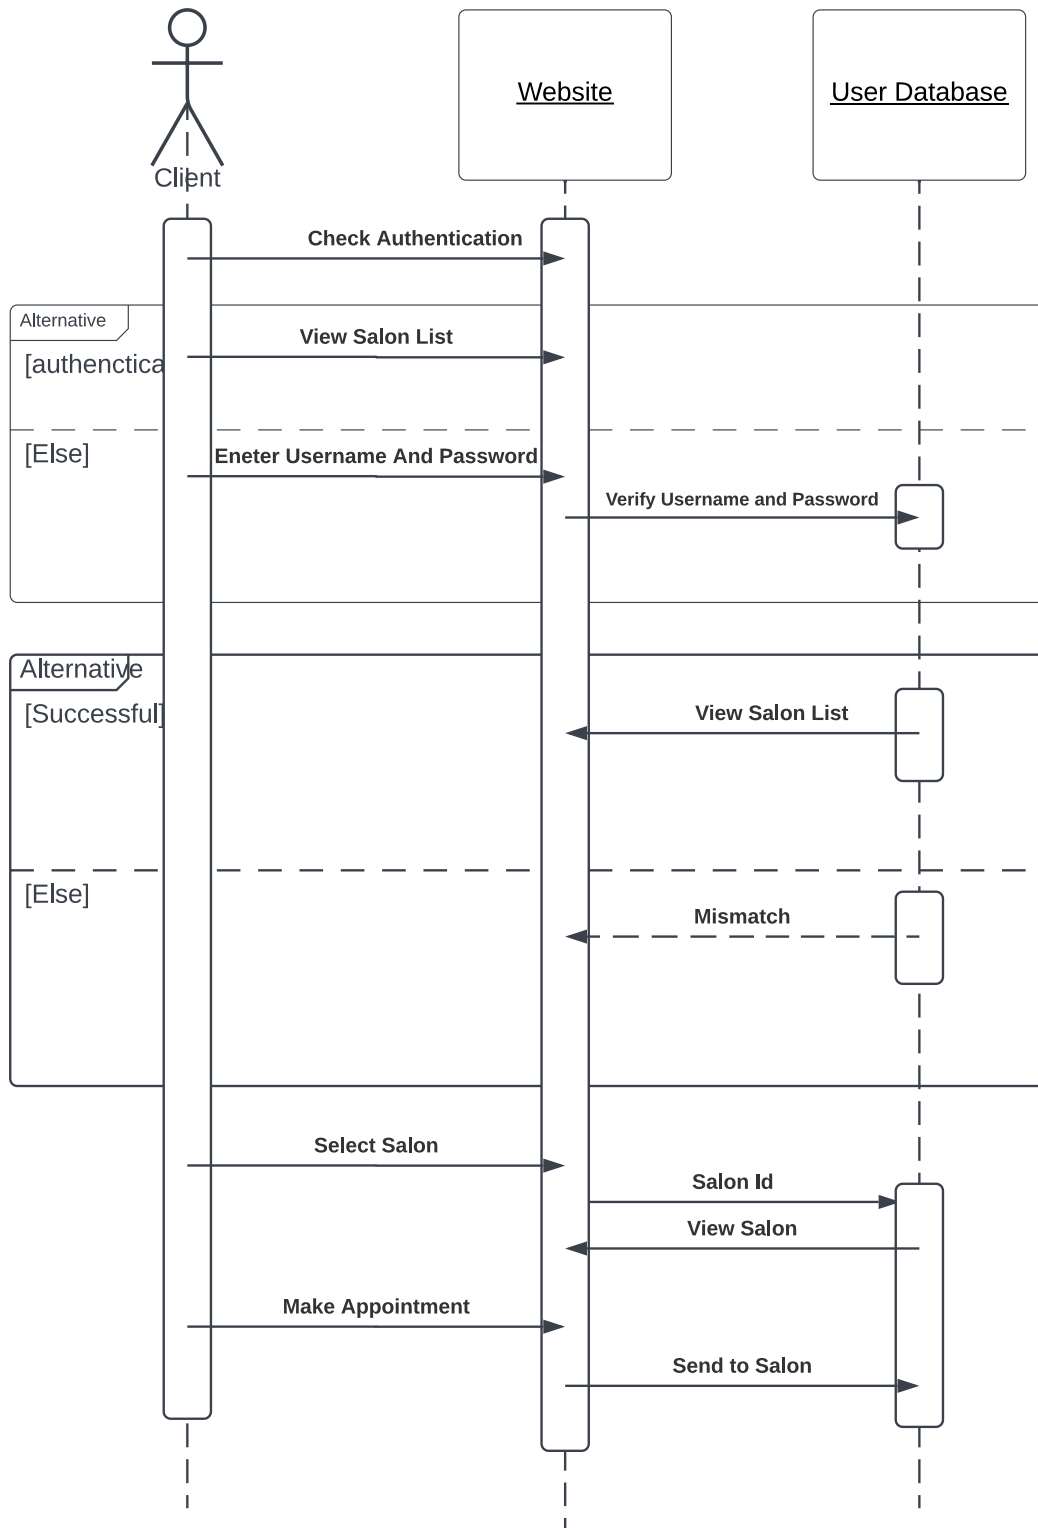 Website
User Database
Client
Check Authentication
Alternative
View Salon List
[authenctica
[Else]
Eneter Username And Password
Verify Username and Password
Alternative
[Successful]
View Salon List
[Else]
Mismatch
Select Salon
Salon Id
View Salon
Make Appointment
Send to Salon